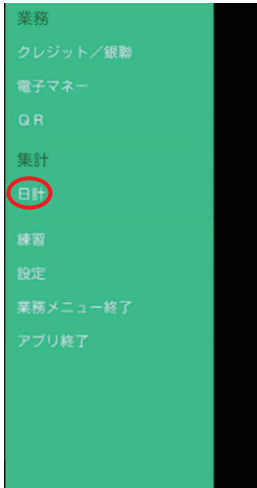 業務
クレジット／銀聯
電子マネー
ＱＲ
集計
日計
練習
設定
業務メニュー終了
アプリ終了